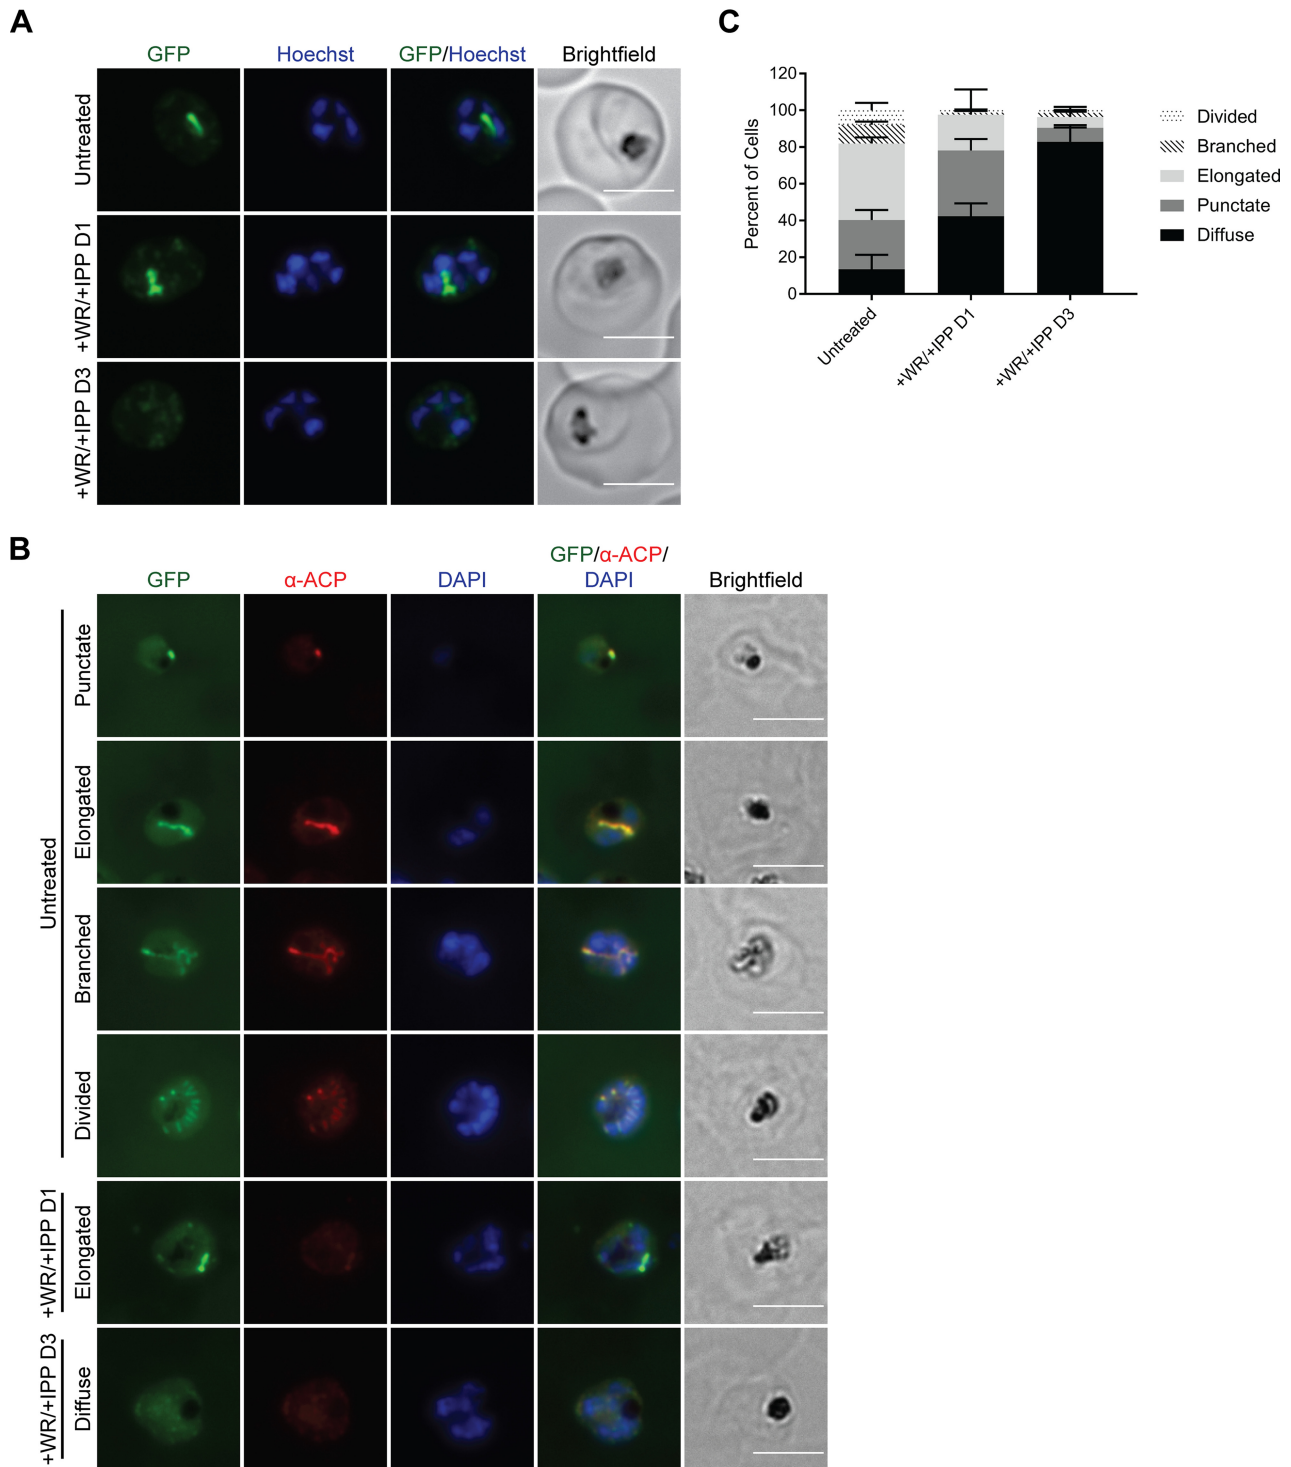 A
GFP
Hoechst
GFP/Hoechst
Brightfield
Untreated
+WR/+IPP D1
+WR/+IPP D3
C
Percent of Cells
120
100
80
60
40
20
0
Untreated
+WR/+IPP D1
+WR/+IPP D3
Divided
Branched
Elongated
Punctate
Diffuse
B
GFP
α-ACP
DAPI
GFP/α-ACP/
DAPI
Brightfield
Untreated
Punctate
Elongated
Branched
Divided
+WR/+IPP D1
Elongated
+WR/+IPP D3
Diffuse